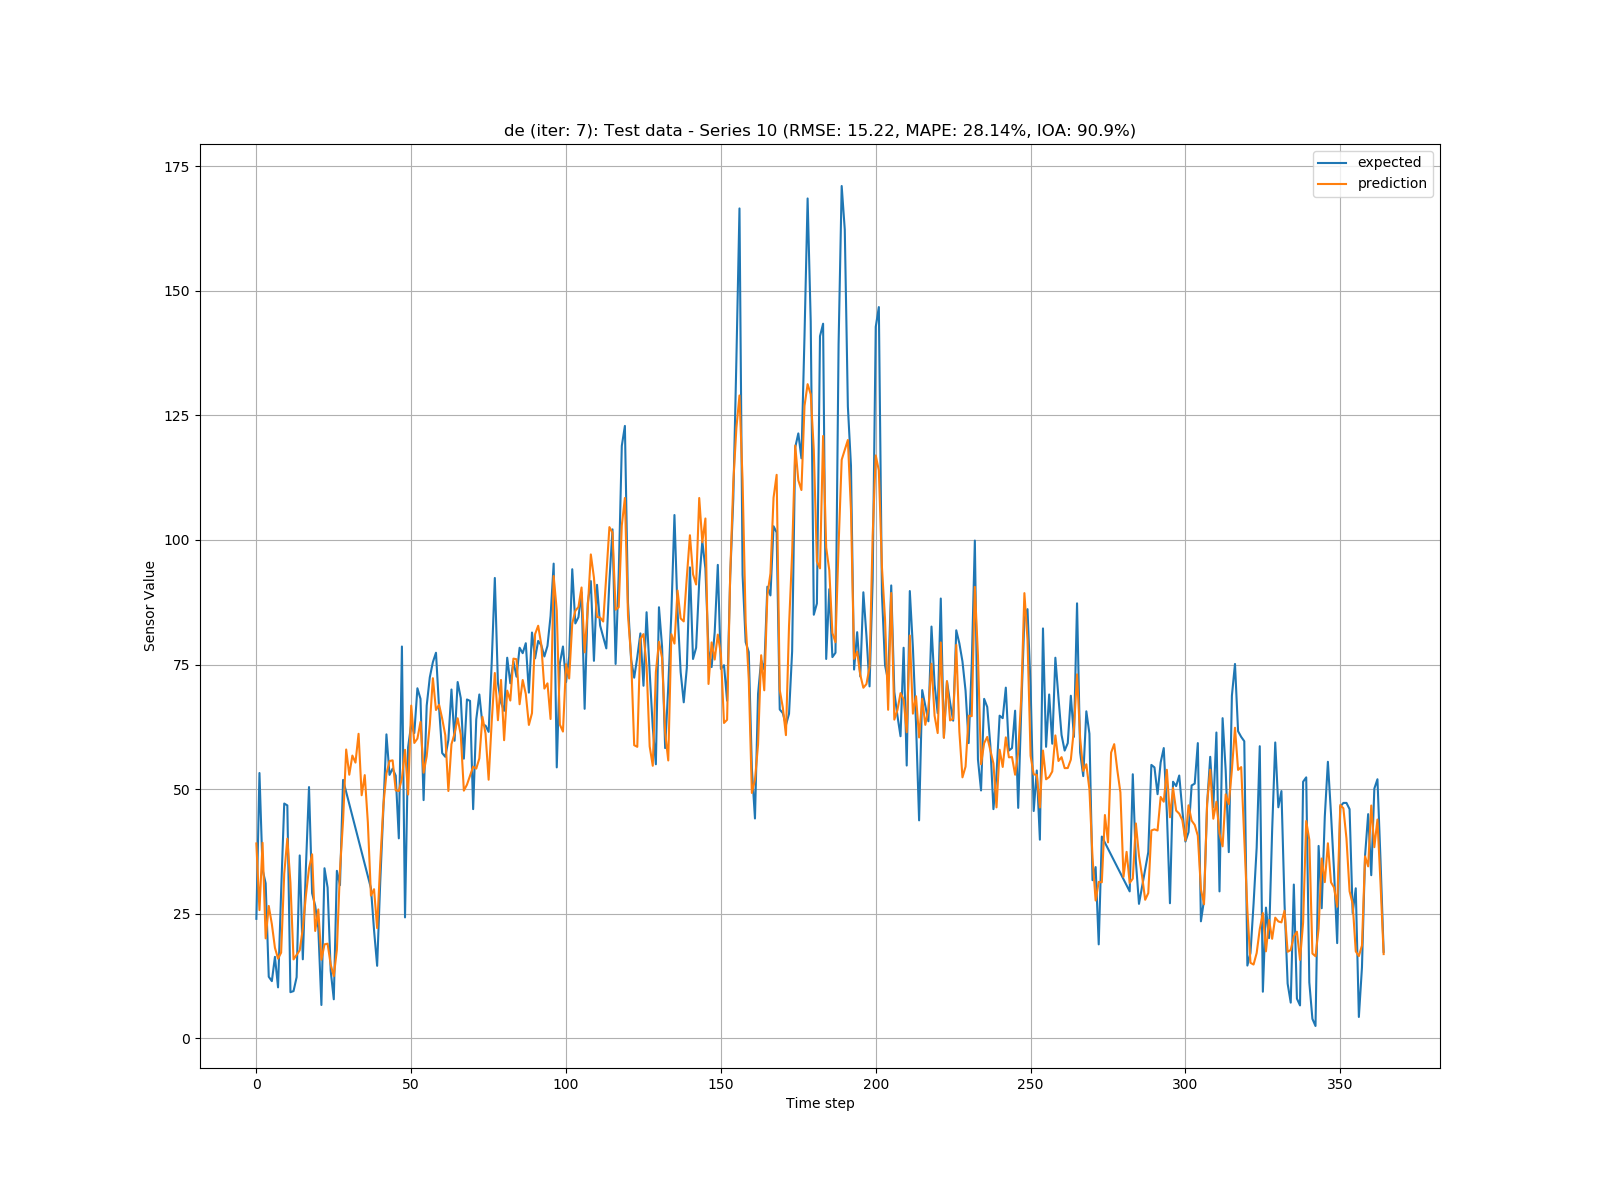 de (iter: 7): Test data - Series 10 (RMSE: 15.22, MAPE: 28.14%, IOA: 90.9%)
expected
prediction
175
150
125
100
75
50
25
0
Sensor Value
0 50 100 150 200 250 300 350
Time step